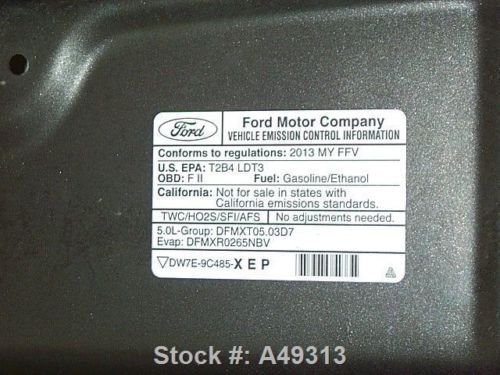 Ford
Ford Motor Company
VEHICLE EMISSION CONTROL INFORMATION
Conforms to regulations: 2013 MY FFV
U.S. EPA: T2B4 LDT3
OBD: F II Fuel: Gasoline/Ethanol
California: Not for sale in states with
California emissions standards.
TWC/HO2S/SFI/AFS No adjustments needed.
5.0L-Group: DFMXT05.03D7
Evap: DFMXR0265NBV
▽DW7E-9C485-X E P
Stock #: A49313